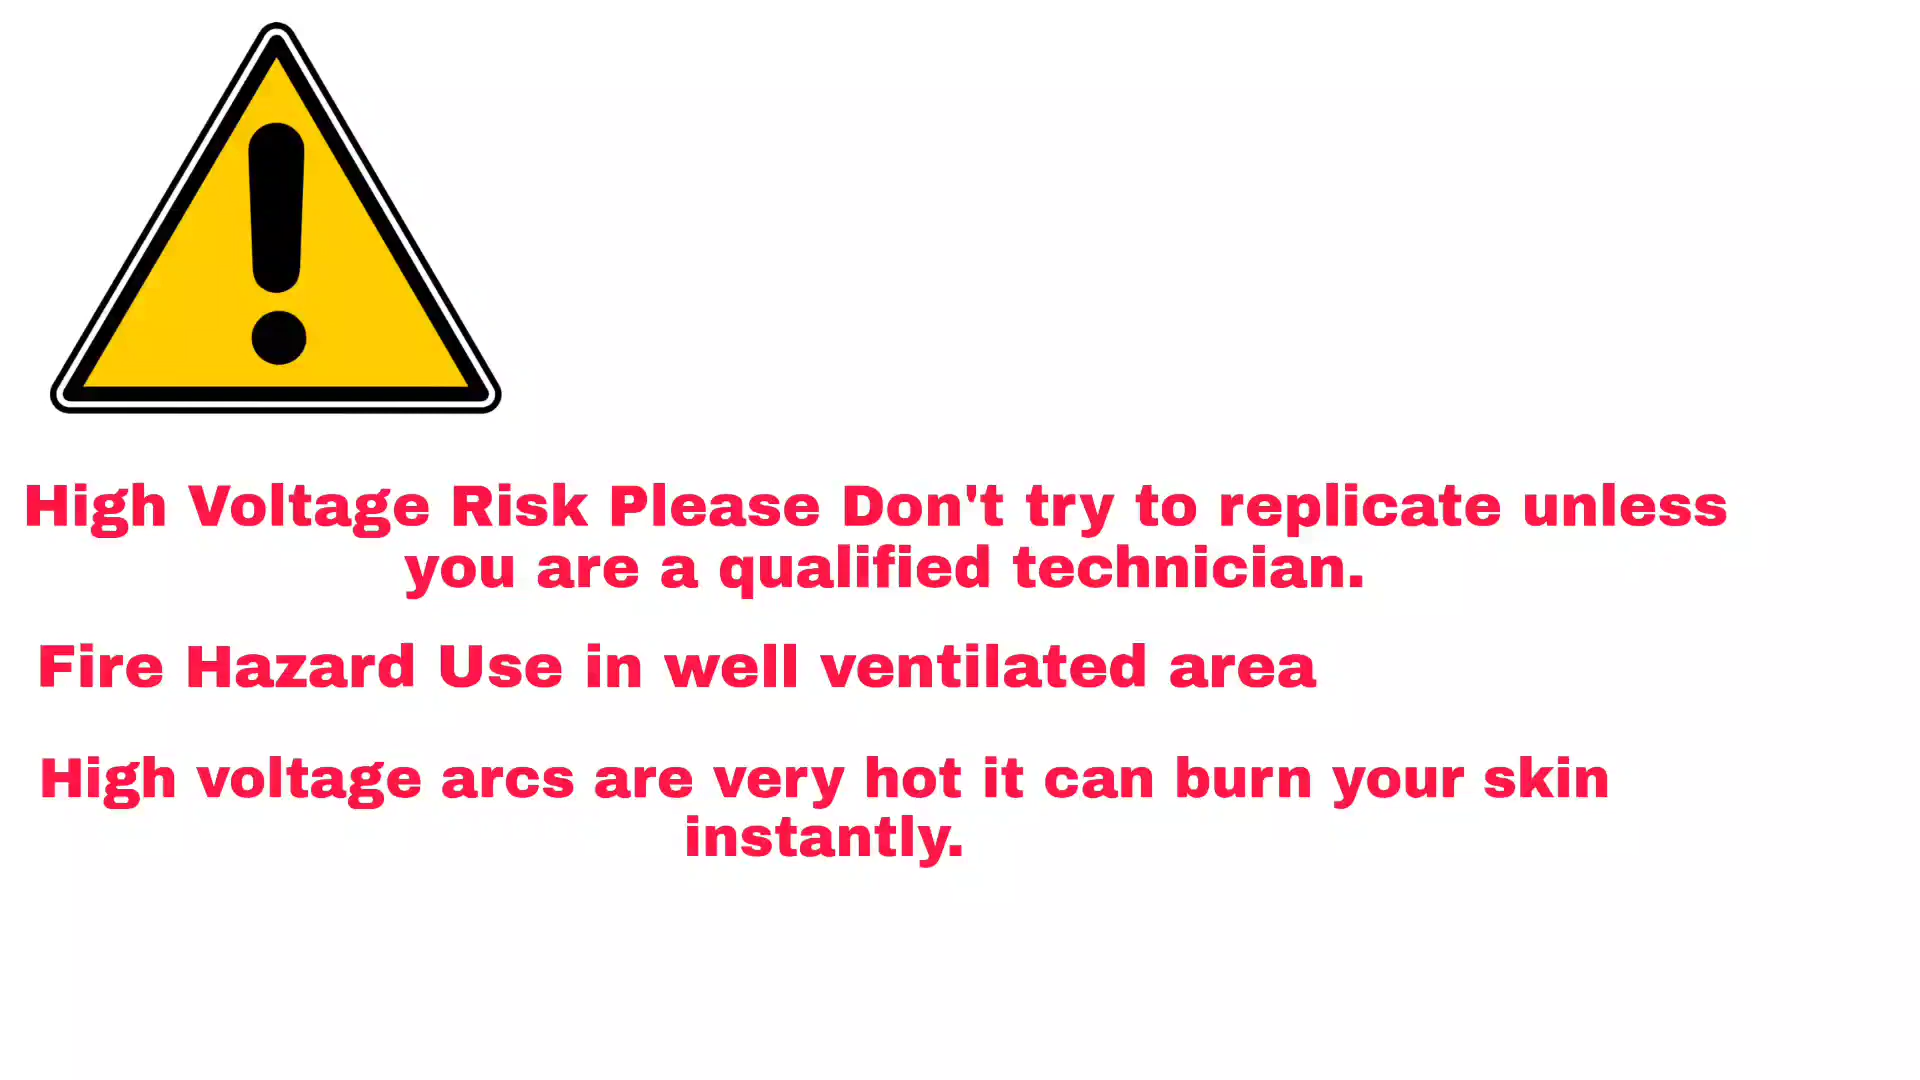 High Voltage Risk Please Don't try to replicate unless
you are a qualified technician.
Fire Hazard Use in well ventilated area
High voltage arcs are very hot it can burn your skin
instantly.